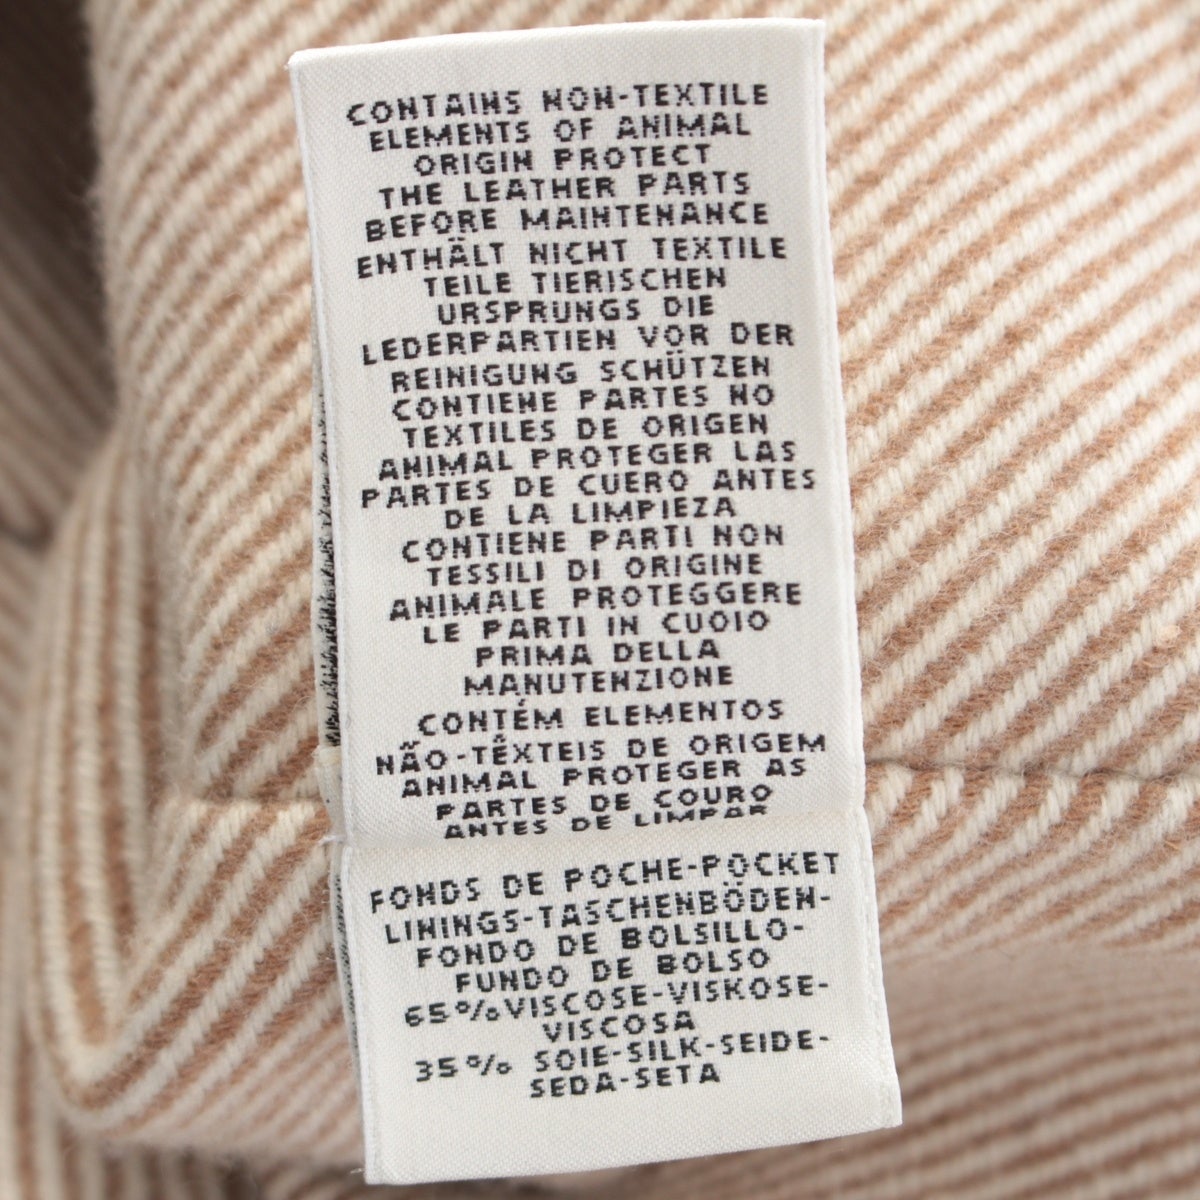 CONTAINS NON-TEXTILE
ELEMENTS OF ANIMAL
ORIGIN PROTECT
THE LEATHER PARTS
BEFORE MAINTENANCE
ENTHÄLT NICHT TEXTILE
TEILE TIERISCHEN
URSPRUNGS DIE
LEDERPARTIEN VOR DER
REINIGUNG SCHÜTZEN
CONTIENE PARTES NO
TEXTILES DE ORIGEN
ANIMAL PROTEGER LAS
PARTES DE CUERO ANTES
DE LA LIMPIEZA
CONTIENE PARTI NON
TESSILI DI ORIGINE
ANIMALE PROTEGGERE
LE PARTI IN CUOIO
PRIMA DELLA
MANUTENZIONE
CONTÉM ELEMENTOS
NÃO-TÊXTEIS DE ORIGEM
ANIMAL PROTEGER AS
PARTES DE COURO
ANTES DE LIMPAR
FONDS DE POCHE-POCKET
LININGS-TASCHENBÖDEN-
FONDO DE BOLSILLO-
FUNDO DE BOLSO
65%VISCOSE-VISKOSE-
VISCOSA
35% SOIE-SILK-SEIDE-
SEDA-SETA